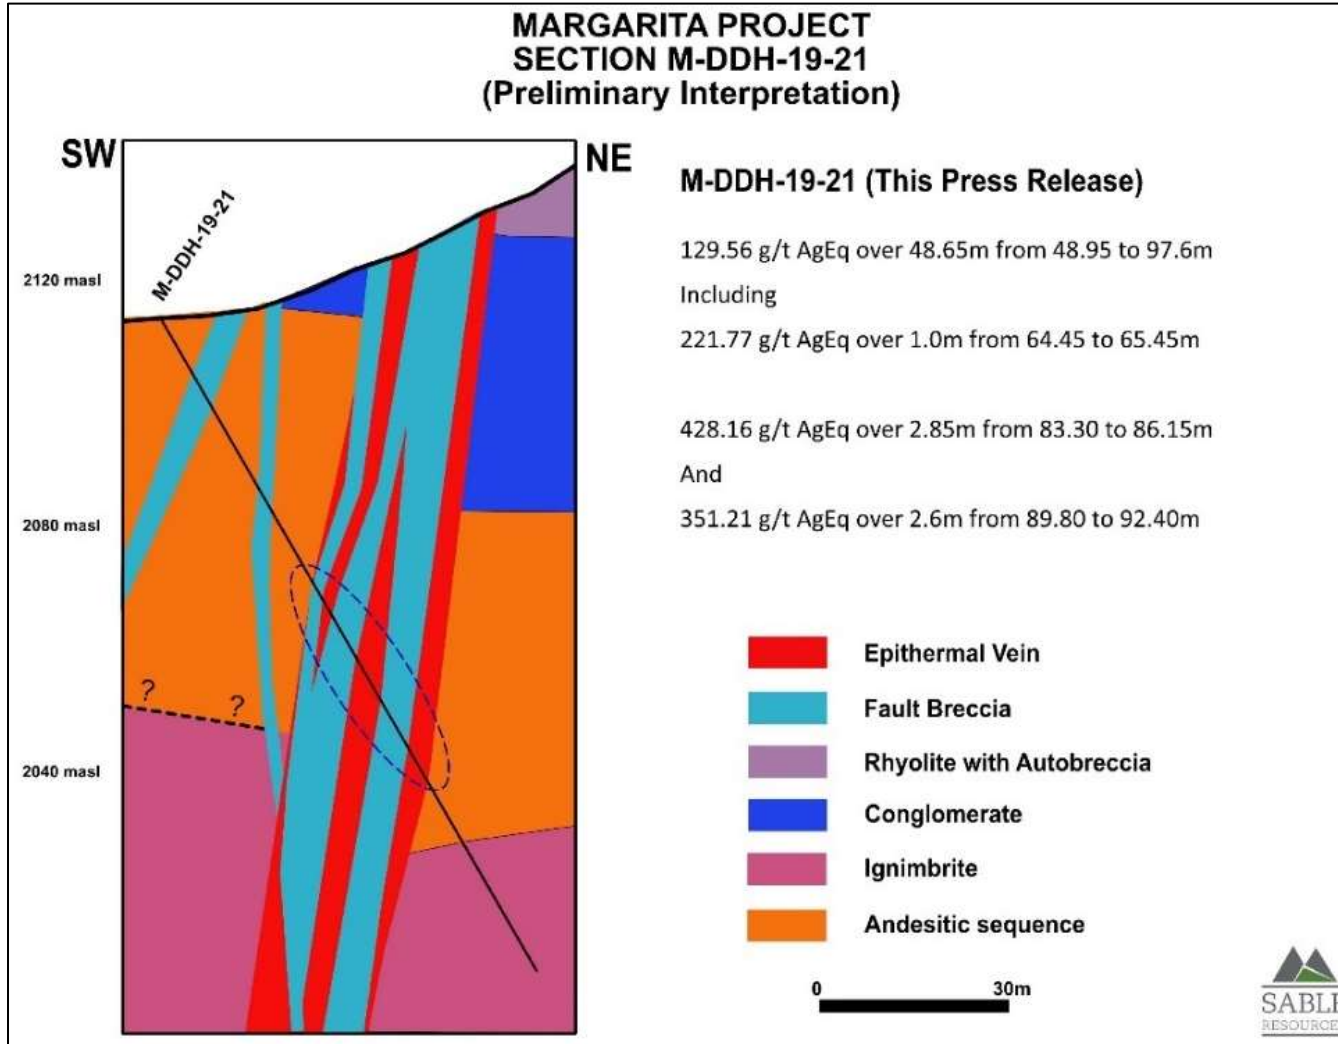 MARGARITA PROJECT
SECTION M-DDH-19-21
(Preliminary Interpretation)
SW
NE
M-DDH-19-21
2120 masl
2080 masl
2040 masl
?
?
M-DDH-19-21 (This Press Release)
129.56 g/t AgEq over 48.65m from 48.95 to 97.6m
Including
221.77 g/t AgEq over 1.0m from 64.45 to 65.45m
428.16 g/t AgEq over 2.85m from 83.30 to 86.15m
And
351.21 g/t AgEq over 2.6m from 89.80 to 92.40m
Epithermal Vein
Fault Breccia
Rhyolite with Autobreccia
Conglomerate
Ignimbrite
Andesitic sequence
0 30m
SABLE
RESOURCE